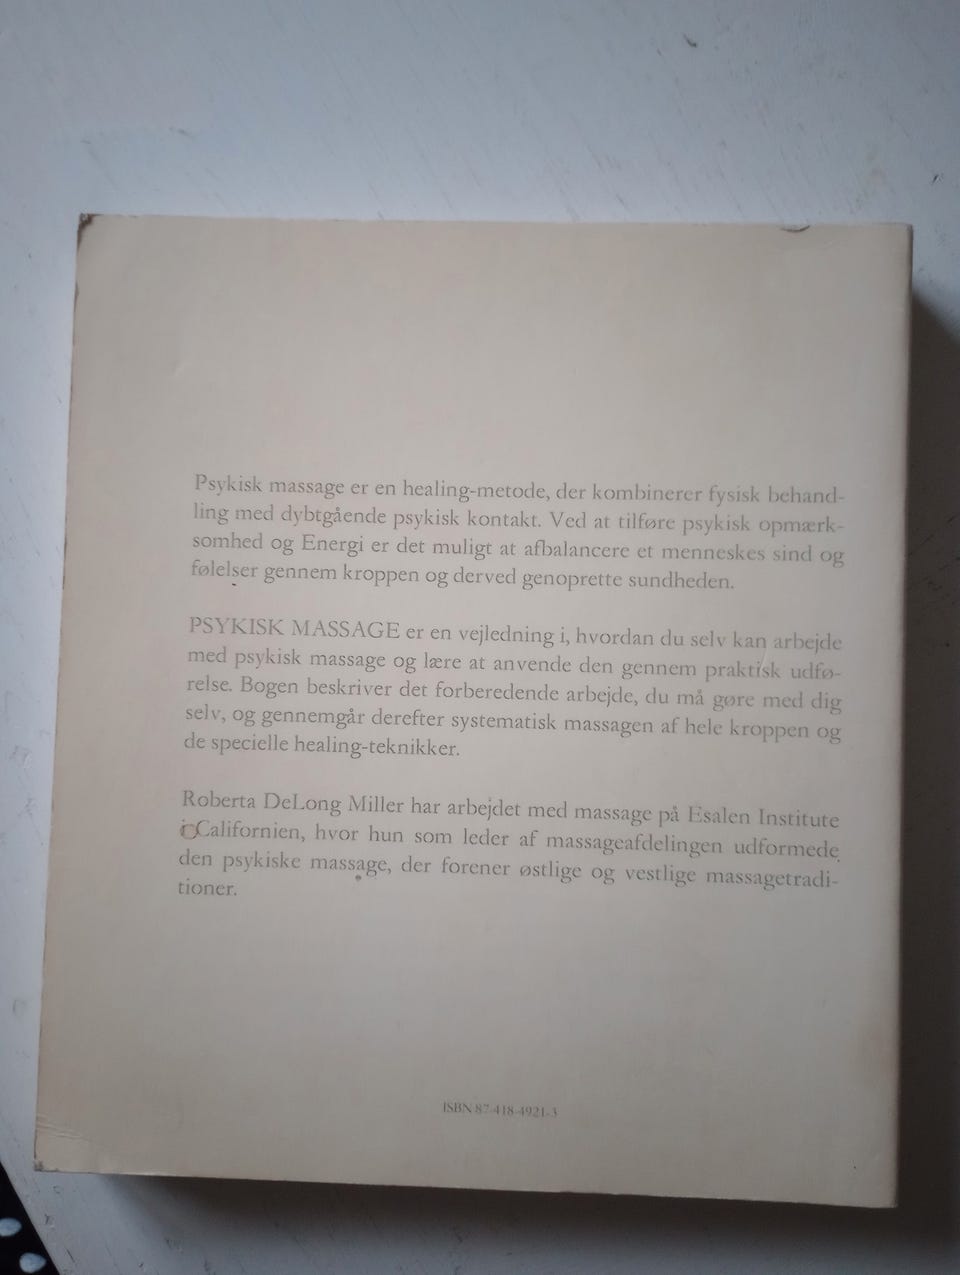 Psykisk massage er en healing-metode, der kombinerer fysisk behand-
ling med dybtgående psykisk kontakt. Ved at tilføre psykisk opmærk-
somhed og Energi er det muligt at afbalancere et menneskes sind og
følelser gennem kroppen og derved genoprette sundheden.
PSYKISK MASSAGE er en vejledning i, hvordan du selv kan arbejde
med psykisk massage og lære at anvende den gennem praktisk udfø-
relse. Bogen beskriver det forberedende arbejde, du må gøre med dig
selv, og gennemgår derefter systematisk massagen af hele kroppen og
de specielle healing-teknikker.
Roberta DeLong Miller har arbejdet med massage på Esalen Institute
i Californien, hvor hun som leder af massageafdelingen udformede
den psykiske massage, der forener østlige og vestlige massagetradi-
tioner.
ISBN 87-418-4921-3